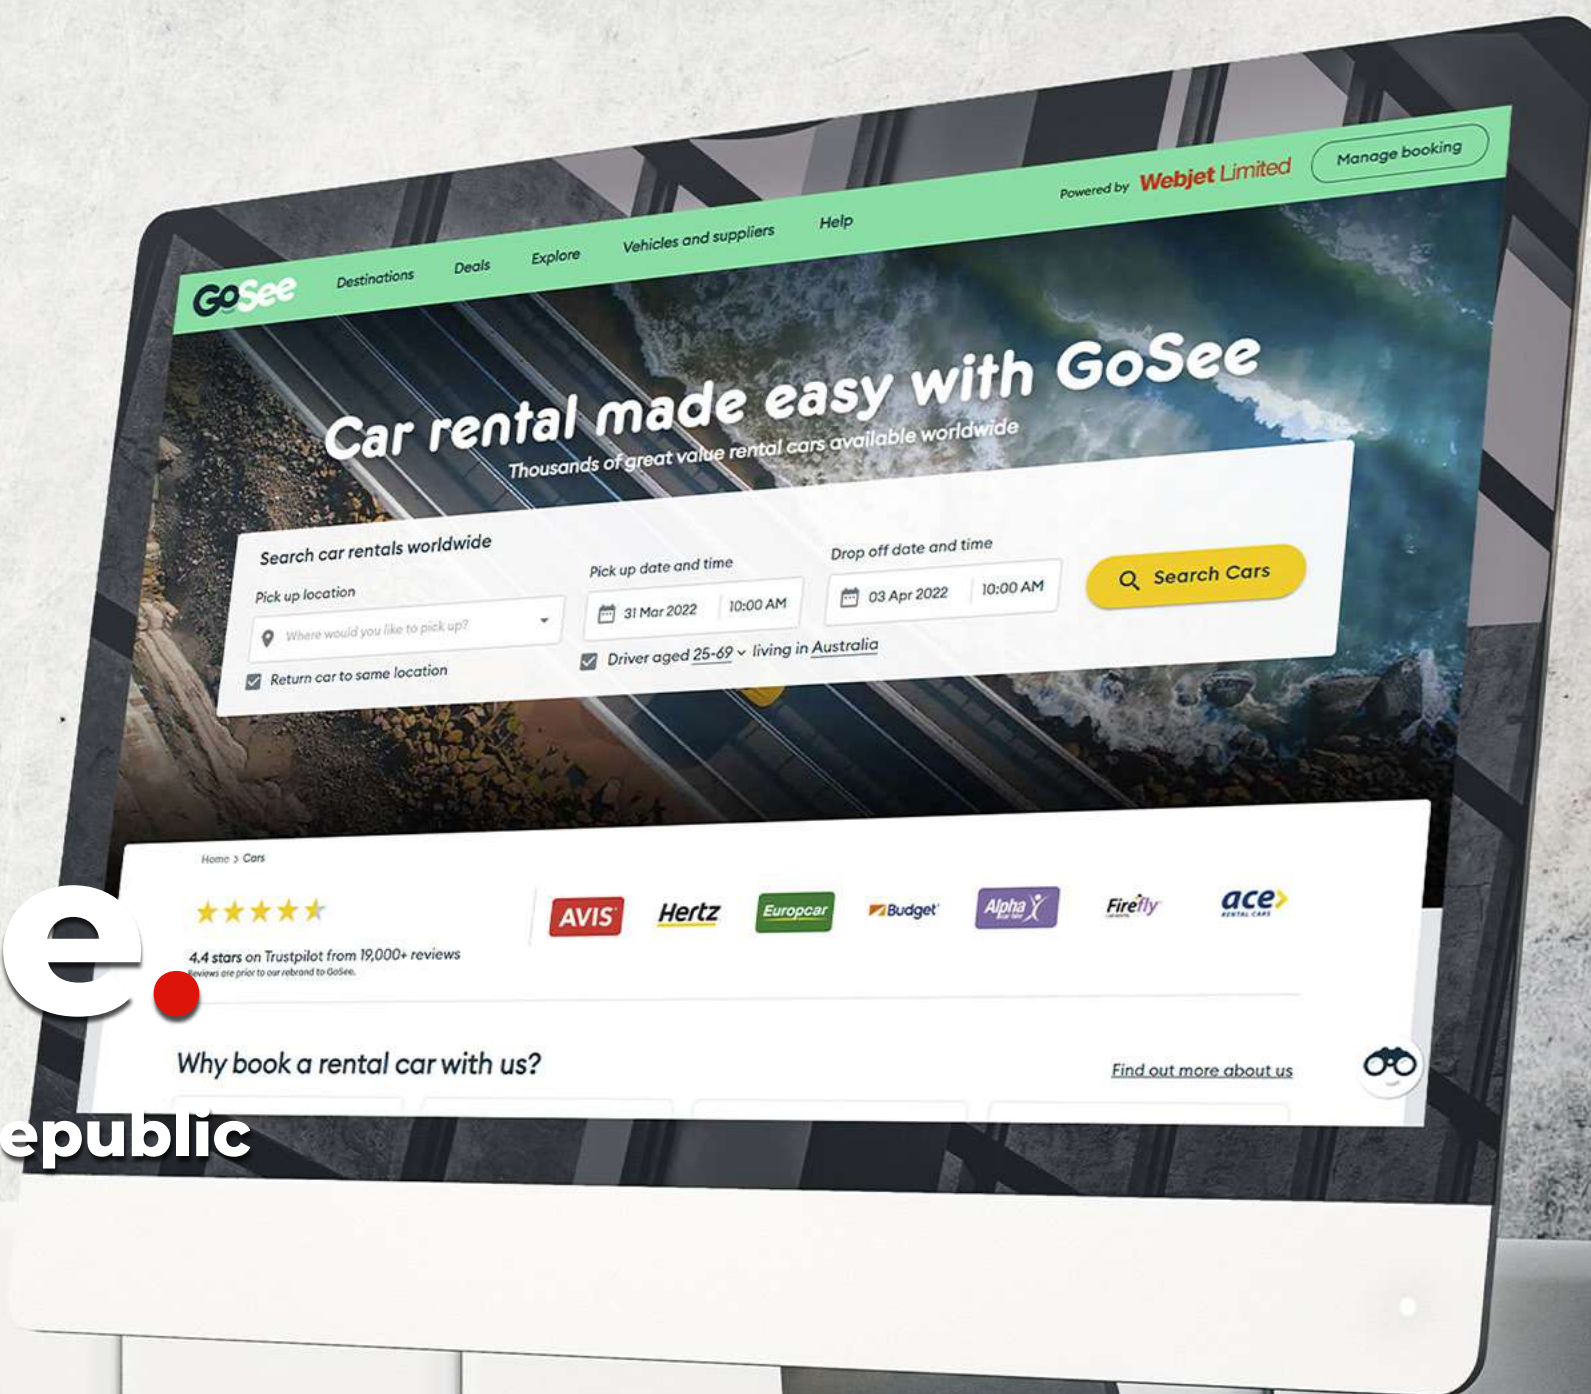 GoSee
Destinations
Deals
Explore
Vehicles and suppliers
Help
Powered by Webjet Limited
Manage booking
Car rental made easy with GoSee
Thousands of great value rental cars available worldwide
Search car rentals worldwide
Pick up location
Where would you like to pick up?
Return car to same location
Pick up date and time
31 Mar 2022 10:00 AM
Driver aged 25-69 living in Australia
Drop off date and time
03 Apr 2022 10:00 AM
Search Cars
Home > Cars
4.4 stars on Trustpilot from 19,000+ reviews
Reviews are prior to our rebrand to GoSee.
AVIS
Hertz
Europcar
Budget
Alpha
Firefly
ace
RENTAL CARS
e.
Why book a rental car with us?
Find out more about us
epublic